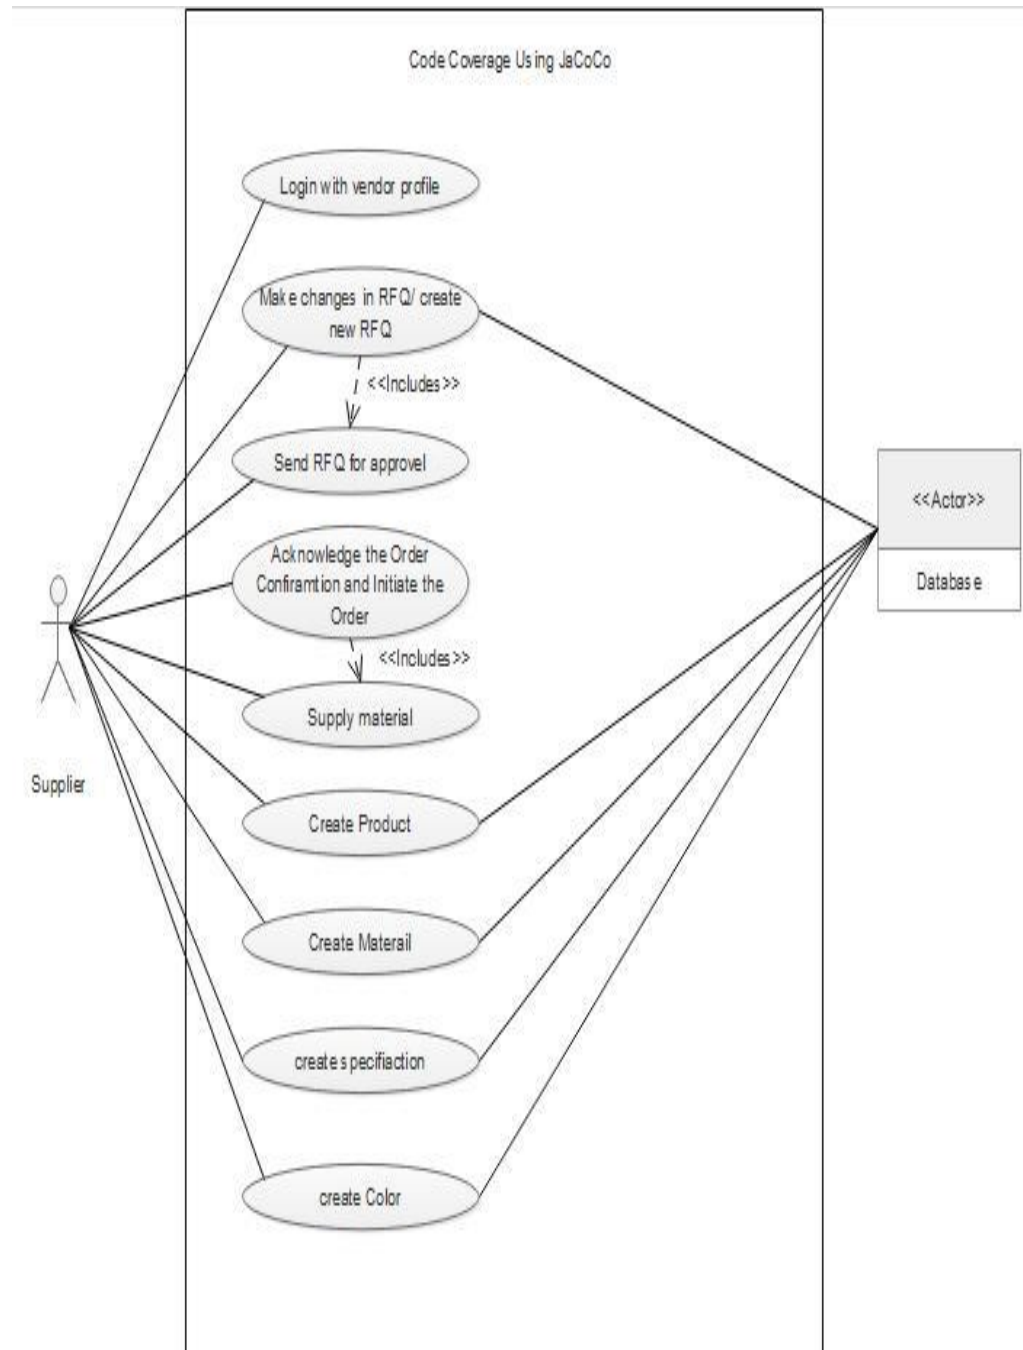 Code Coverage Using JaCoCo
Login with vendor profile
Make changes in RFQ/ create
new RFQ
<<Includes>>
Send RFQ for approvel
<<Actor>>
Database
Acknowledge the Order
Confiramtion and Initiate the
Order
<<Includes>>
Supply material
Supplier
Create Product
Create Materail
create specifiaction
create Color